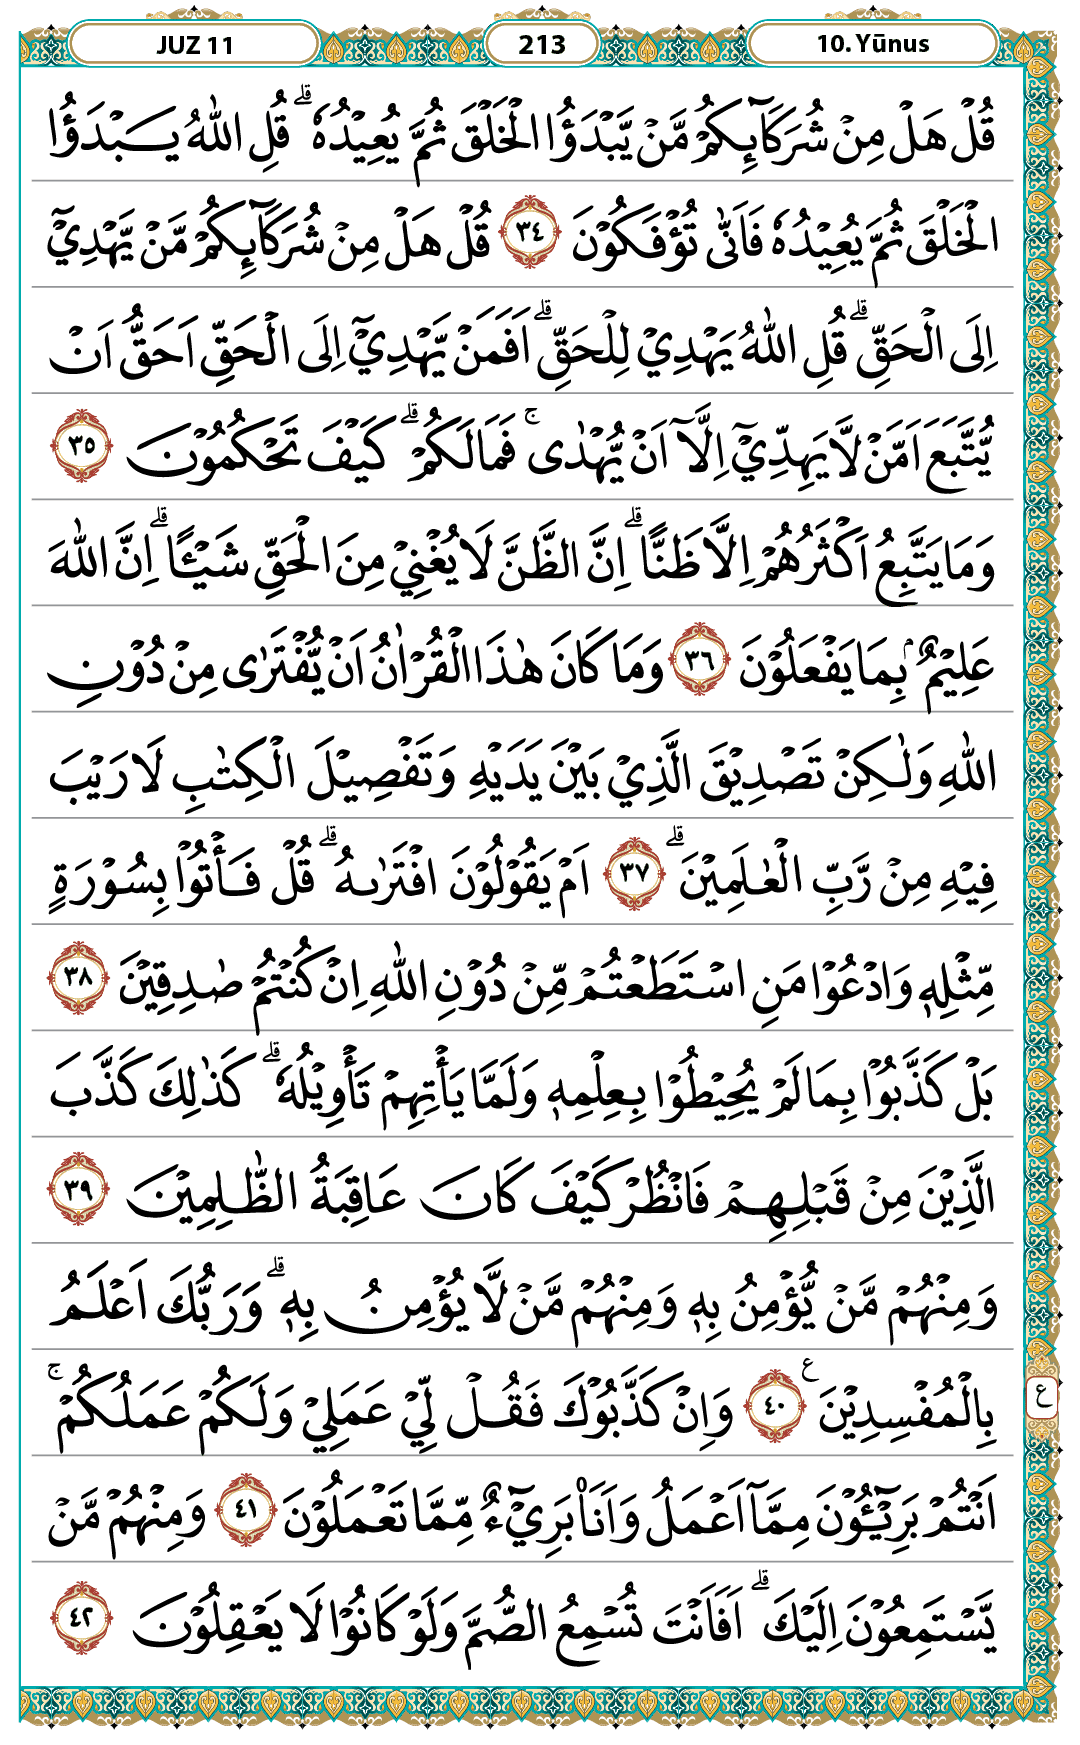 JUZ 11 213 10. Yūnus
قُلْ هَلْ مِنْ شُرَكَآئِكُمْ مَّنْ يَّبْدَؤُا الْخَلْقَ ثُمَّ يُعِيْدُهٗ ۗ قُلِ اللّٰهُ يَبْدَؤُا
الْخَلْقَ ثُمَّ يُعِيْدُهٗ فَاَنّٰى تُؤْفَكُوْنَ ٣٤ قُلْ هَلْ مِنْ شُرَكَآئِكُمْ مَّنْ يَّهْدِيْٓ
اِلَى الْحَقِّ ۗ قُلِ اللّٰهُ يَهْدِيْ لِلْحَقِّ ۗ اَفَمَنْ يَّهْدِيْٓ اِلَى الْحَقِّ اَحَقُّ اَنْ
يُّتَّبَعَ اَمَّنْ لَّا يَهِدِّيْٓ اِلَّآ اَنْ يُّهْدٰى ۚ فَمَا لَكُمْ ۗ كَيْفَ تَحْكُمُوْنَ ٣٥
وَمَا يَتَّبِعُ اَكْثَرُهُمْ اِلَّا ظَنًّا ۗ اِنَّ الظَّنَّ لَا يُغْنِيْ مِنَ الْحَقِّ شَيْـًٔا ۗ اِنَّ اللّٰهَ
عَلِيْمٌ ۢ بِمَا يَفْعَلُوْنَ ٣٦ وَمَا كَانَ هٰذَا الْقُرْاٰنُ اَنْ يُّفْتَرٰى مِنْ دُوْنِ
اللّٰهِ وَلٰكِنْ تَصْدِيْقَ الَّذِيْ بَيْنَ يَدَيْهِ وَتَفْصِيْلَ الْكِتٰبِ لَا رَيْبَ
فِيْهِ مِنْ رَّبِّ الْعٰلَمِيْنَ ۗ ٣٧ اَمْ يَقُوْلُوْنَ افْتَرٰىهُ ۗ قُلْ فَأْتُوْا بِسُوْرَةٍ
مِّثْلِهٖ وَادْعُوْا مَنِ اسْتَطَعْتُمْ مِّنْ دُوْنِ اللّٰهِ اِنْ كُنْتُمْ صٰدِقِيْنَ ٣٨
بَلْ كَذَّبُوْا بِمَا لَمْ يُحِيْطُوْا بِعِلْمِهٖ وَلَمَّا يَأْتِهِمْ تَأْوِيْلُهٗ ۗ كَذٰلِكَ كَذَّبَ
الَّذِيْنَ مِنْ قَبْلِهِمْ فَانْظُرْ كَيْفَ كَانَ عَاقِبَةُ الظّٰلِمِيْنَ ٣٩
وَمِنْهُمْ مَّنْ يُّؤْمِنُ بِهٖ وَمِنْهُمْ مَّنْ لَّا يُؤْمِنُ بِهٖ ۗ وَرَبُّكَ اَعْلَمُ
بِالْمُفْسِدِيْنَ ع ٤٠ وَاِنْ كَذَّبُوْكَ فَقُلْ لِّيْ عَمَلِيْ وَلَكُمْ عَمَلُكُمْ ۚ ع
اَنْتُمْ بَرِيْۤـُٔوْنَ مِمَّآ اَعْمَلُ وَاَنَا۠ بَرِيْۤءٌ مِّمَّا تَعْمَلُوْنَ ٤١ وَمِنْهُمْ مَّنْ
يَّسْتَمِعُوْنَ اِلَيْكَ ۗ اَفَاَنْتَ تُسْمِعُ الصُّمَّ وَلَوْ كَانُوْا لَا يَعْقِلُوْنَ ٤٢